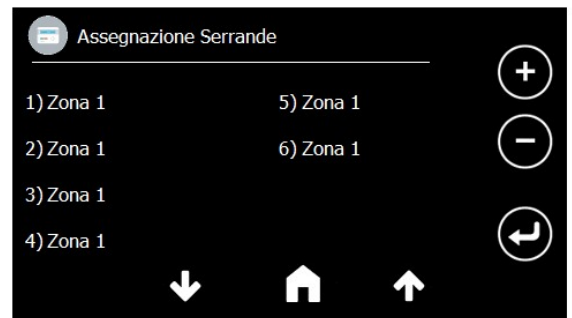 Assegnazione Serrande
1) Zona 1
2) Zona 1
3) Zona 1
4) Zona 1
5) Zona 1
6) Zona 1